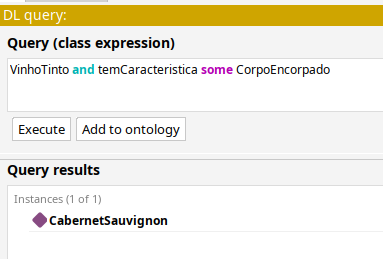 DL query:
Query (class expression)
VinhoTinto and temCaracteristica some CorpoEncorpado
Execute Add to ontology
Query results
Instances (1 of 1)
CabernetSauvignon